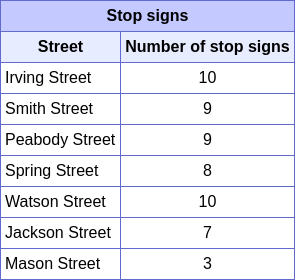 Stop signs
Street Number of stop signs
Irving Street 10
Smith Street 9
Peabody Street 9
Spring Street 8
Watson Street 10
Jackson Street 7
Mason Street 3